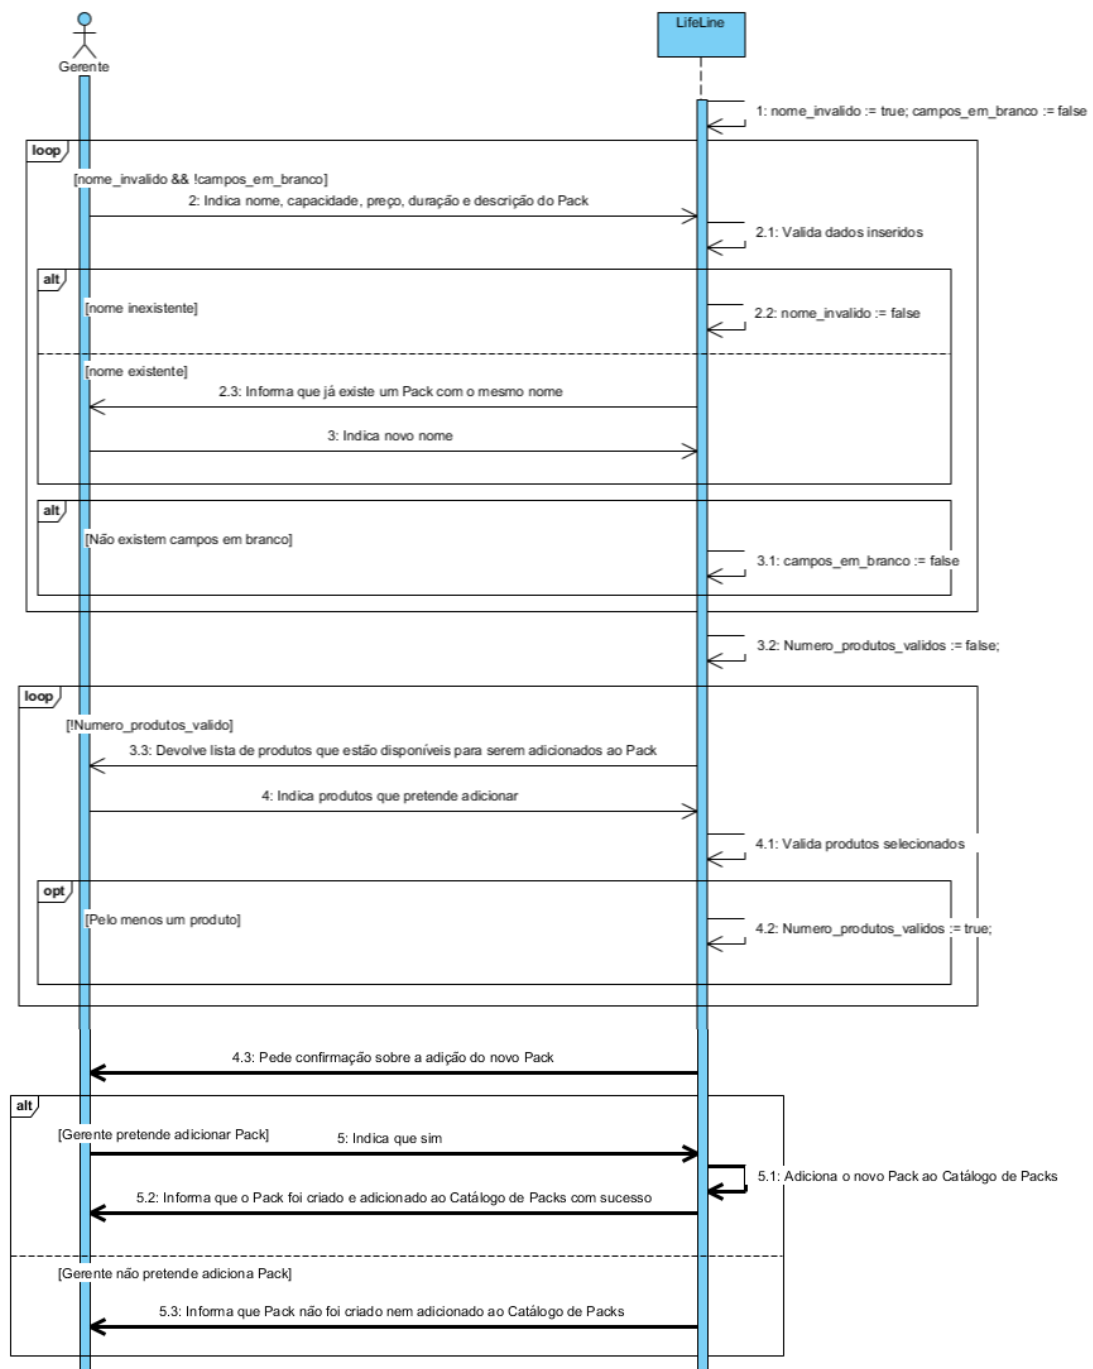 LifeLine
Gerente
1: nome_invalido := true; campos_em_branco := false
loop
[nome_invalido && !campos_em_branco]
2: Indica nome, capacidade, preço, duração e descrição do Pack
2.1: Valida dados inseridos
alt
[nome inexistente]
2.2: nome_invalido := false
[nome existente]
2.3: Informa que já existe um Pack com o mesmo nome
3: Indica novo nome
alt
[Não existem campos em branco]
3.1: campos_em_branco := false
3.2: Numero_produtos_validos := false;
loop
[!Numero_produtos_valido]
3.3: Devolve lista de produtos que estão disponíveis para serem adicionados ao Pack
4: Indica produtos que pretende adicionar
4.1: Valida produtos selecionados
opt
[Pelo menos um produto]
4.2: Numero_produtos_validos := true;
4.3: Pede confirmação sobre a adição do novo Pack
alt
[Gerente pretende adicionar Pack]
5: Indica que sim
5.1: Adiciona o novo Pack ao Catálogo de Packs
5.2: Informa que o Pack foi criado e adicionado ao Catálogo de Packs com sucesso
[Gerente não pretende adiciona Pack]
5.3: Informa que Pack não foi criado nem adicionado ao Catálogo de Packs